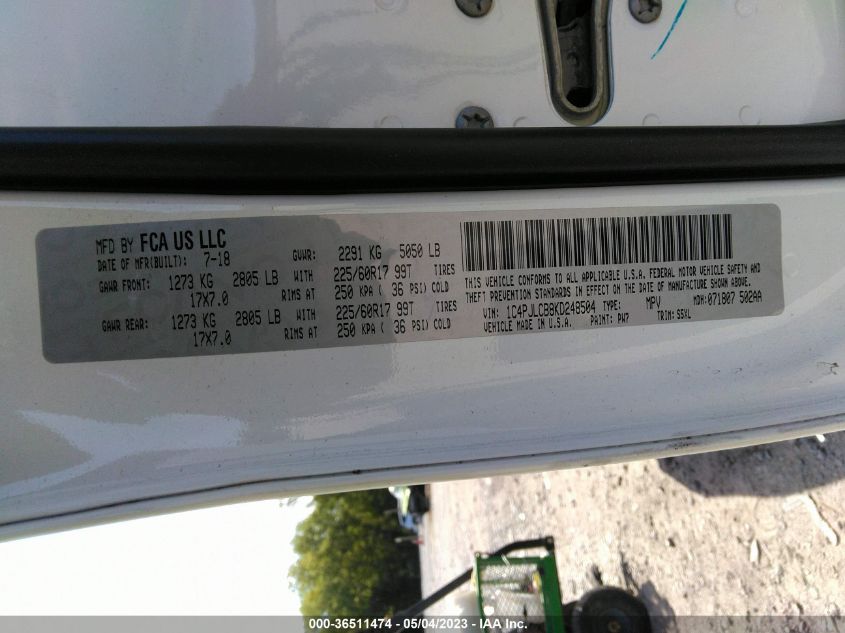 MFD BY FCA US LLC
DATE OF MFR(BUILT): 7-18 GVWR: 2291 KG 5050 LB
GAWR FRONT: 1273 KG 2805 LB WITH 225/60R17 99T TIRES
17X7.0 RIMS AT 250 KPA ( 36 PSI) COLD
GAWR REAR: 1273 KG 2805 LB WITH 225/60R17 99T TIRES
17X7.0 RIMS AT 250 KPA ( 36 PSI) COLD
THIS VEHICLE CONFORMS TO ALL APPLICABLE U.S.A. FEDERAL MOTOR VEHICLE SAFETY AND
THEFT PREVENTION STANDARDS IN EFFECT ON THE DATE OF MANUFACTURE SHOWN ABOVE.
VIN: 1C4PJLCB8KD248504 TYPE: MPV MDH: 071807 502AA
VEHICLE MADE IN U.S.A. PAINT: PW7 TRIM: S5XL
000-36511474 - 05/04/2023 - IAA Inc.